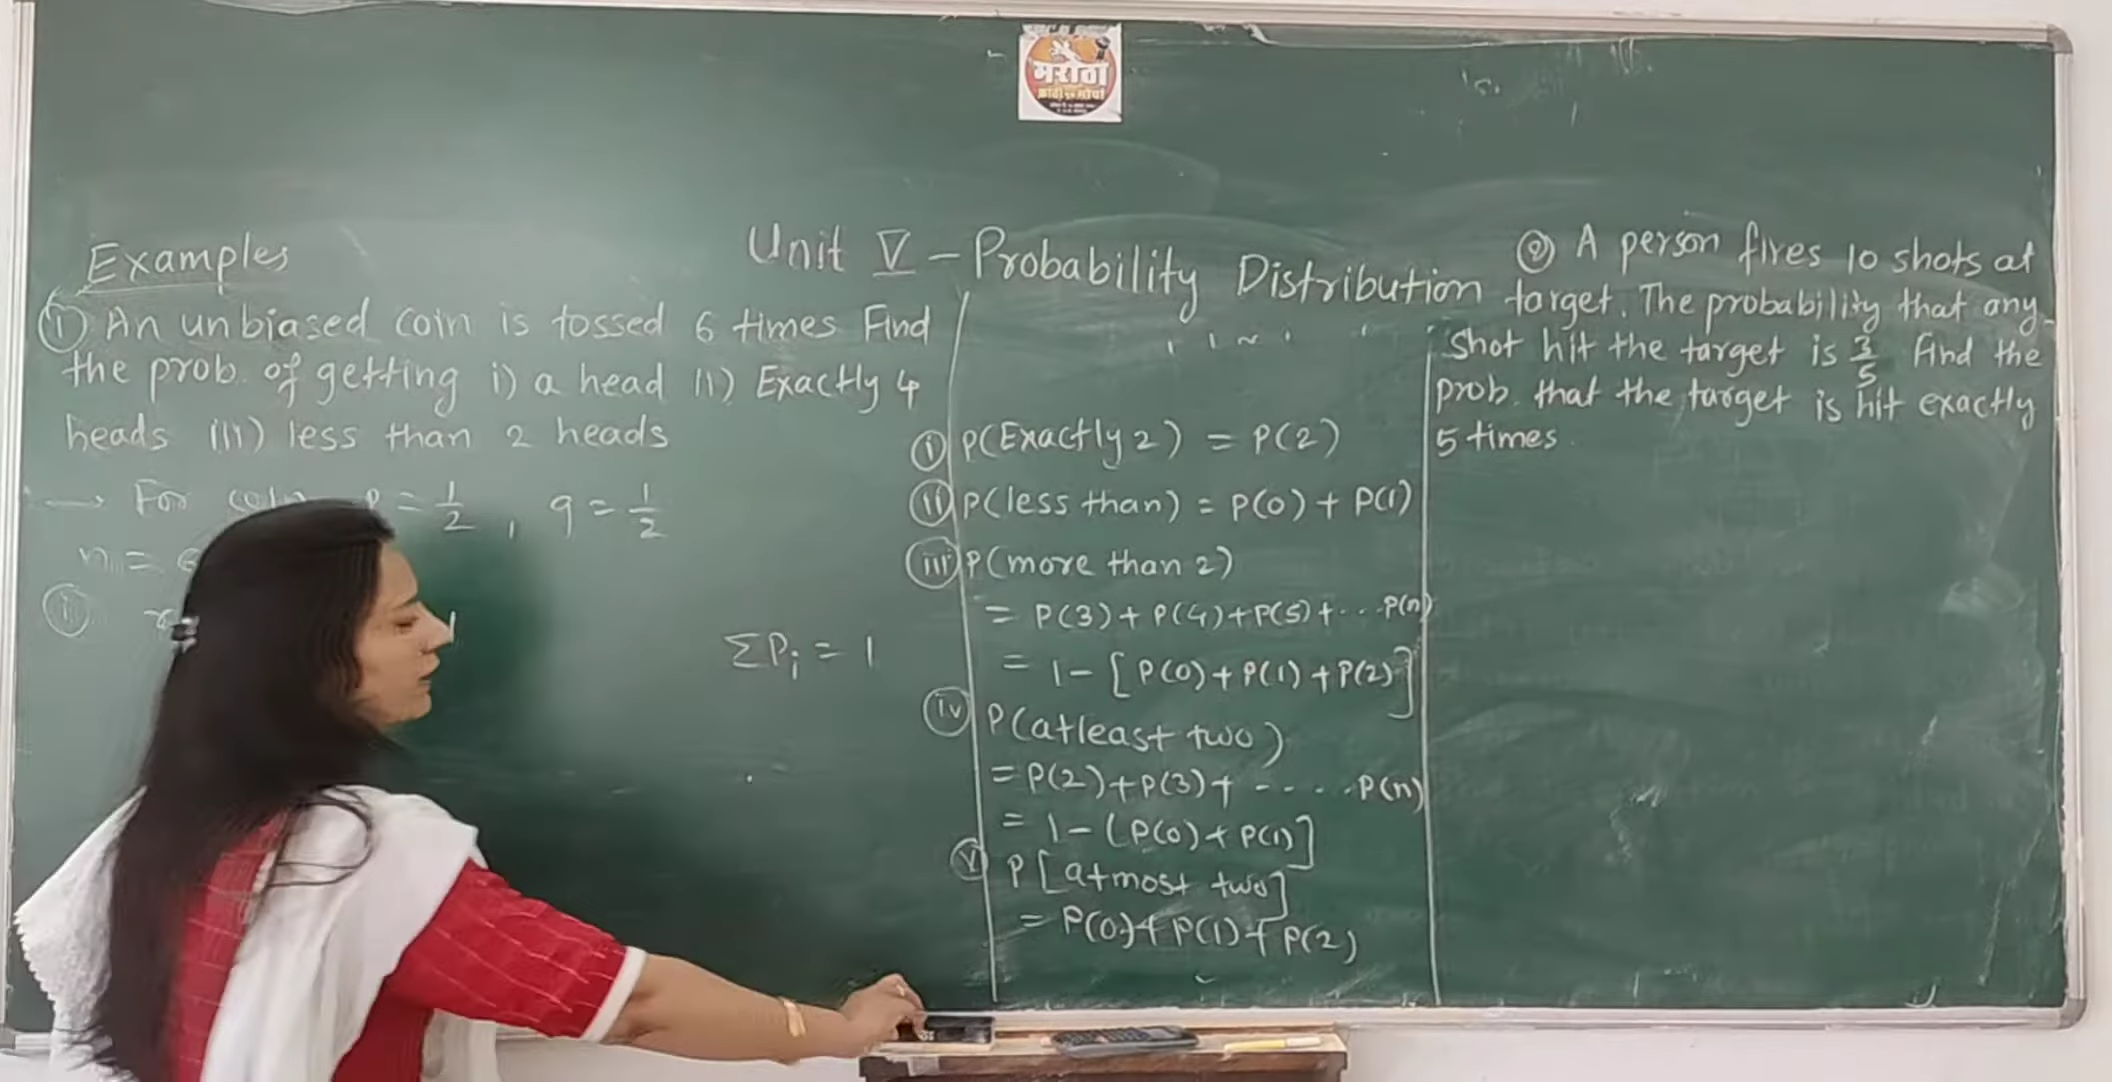 मराठा
क्रांती मोर्चा
Unit V - Probability Distribution
Examples
① An unbiased coin is tossed 6 times Find
the prob. of getting i) a head ii) Exactly 4
heads iii) less than 2 heads
→ For coin p = 1/2, q = 1/2
n = 6
ⓘ
ΣPᵢ = 1
ⓘ P(Exactly 2) = P(2)
ⅱ P(less than) = P(0) + P(1)
ⅲ P(more than 2)
= P(3) + P(4) + P(5) + ... P(n)
= 1 - [P(0) + P(1) + P(2)]
ⅳ P(atleast two)
= P(2) + P(3) + - - - - . P(n)
= 1 - (P(0) + P(1)]
ⅴ P[atmost two]
= P(0) + P(1) + P(2)
② A person fires 10 shots at
target. The probability that any
shot hit the target is 3/5 find the
prob. that the target is hit exactly
5 times.